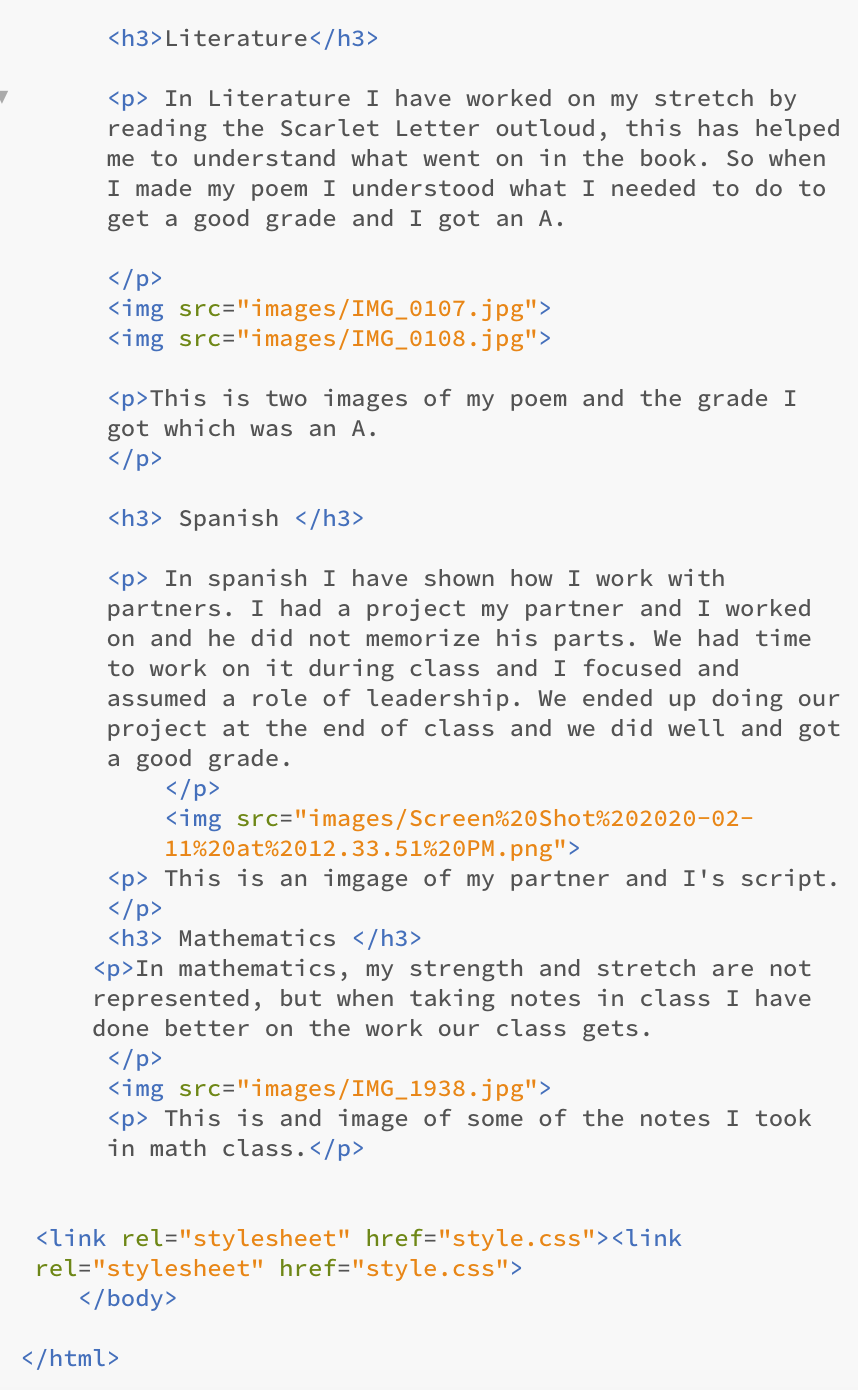 <h3>Literature</h3>
<p> In Literature I have worked on my stretch by
reading the Scarlet Letter outloud, this has helped
me to understand what went on in the book. So when
I made my poem I understood what I needed to do to
get a good grade and I got an A.
</p>
<img src="images/IMG_0107.jpg">
<img src="images/IMG_0108.jpg">
<p>This is two images of my poem and the grade I
got which was an A.
</p>
<h3> Spanish </h3>
<p> In spanish I have shown how I work with
partners. I had a project my partner and I worked
on and he did not memorize his parts. We had time
to work on it during class and I focused and
assumed a role of leadership. We ended up doing our
project at the end of class and we did well and got
a good grade.
</p>
<img src="images/Screen%20Shot%202020-02-
11%20at%2012.33.51%20PM.png">
<p> This is an imgage of my partner and I's script.
</p>
<h3> Mathematics </h3>
<p>In mathematics, my strength and stretch are not
represented, but when taking notes in class I have
done better on the work our class gets.
</p>
<img src="images/IMG_1938.jpg">
<p> This is and image of some of the notes I took
in math class.</p>
<link rel="stylesheet" href="style.css"><link
rel="stylesheet" href="style.css">
</body>
</html>